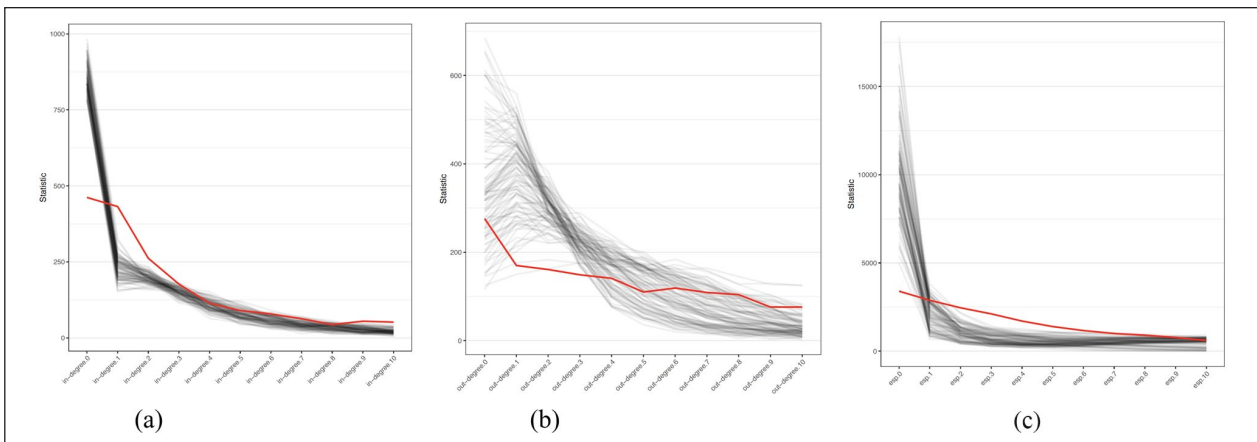 1000
750
500
250
0
Statistic
in-degree.0
in-degree.1
in-degree.2
in-degree.3
in-degree.4
in-degree.5
in-degree.6
in-degree.7
in-degree.8
in-degree.9
in-degree.10
(a)
600
400
200
0
Statistic
out-degree.0
out-degree.1
out-degree.2
out-degree.3
out-degree.4
out-degree.5
out-degree.6
out-degree.7
out-degree.8
out-degree.9
out-degree.10
(b)
15000
10000
5000
0
Statistic
esp.0
esp.1
esp.2
esp.3
esp.4
esp.5
esp.6
esp.7
esp.8
esp.9
esp.10
(c)